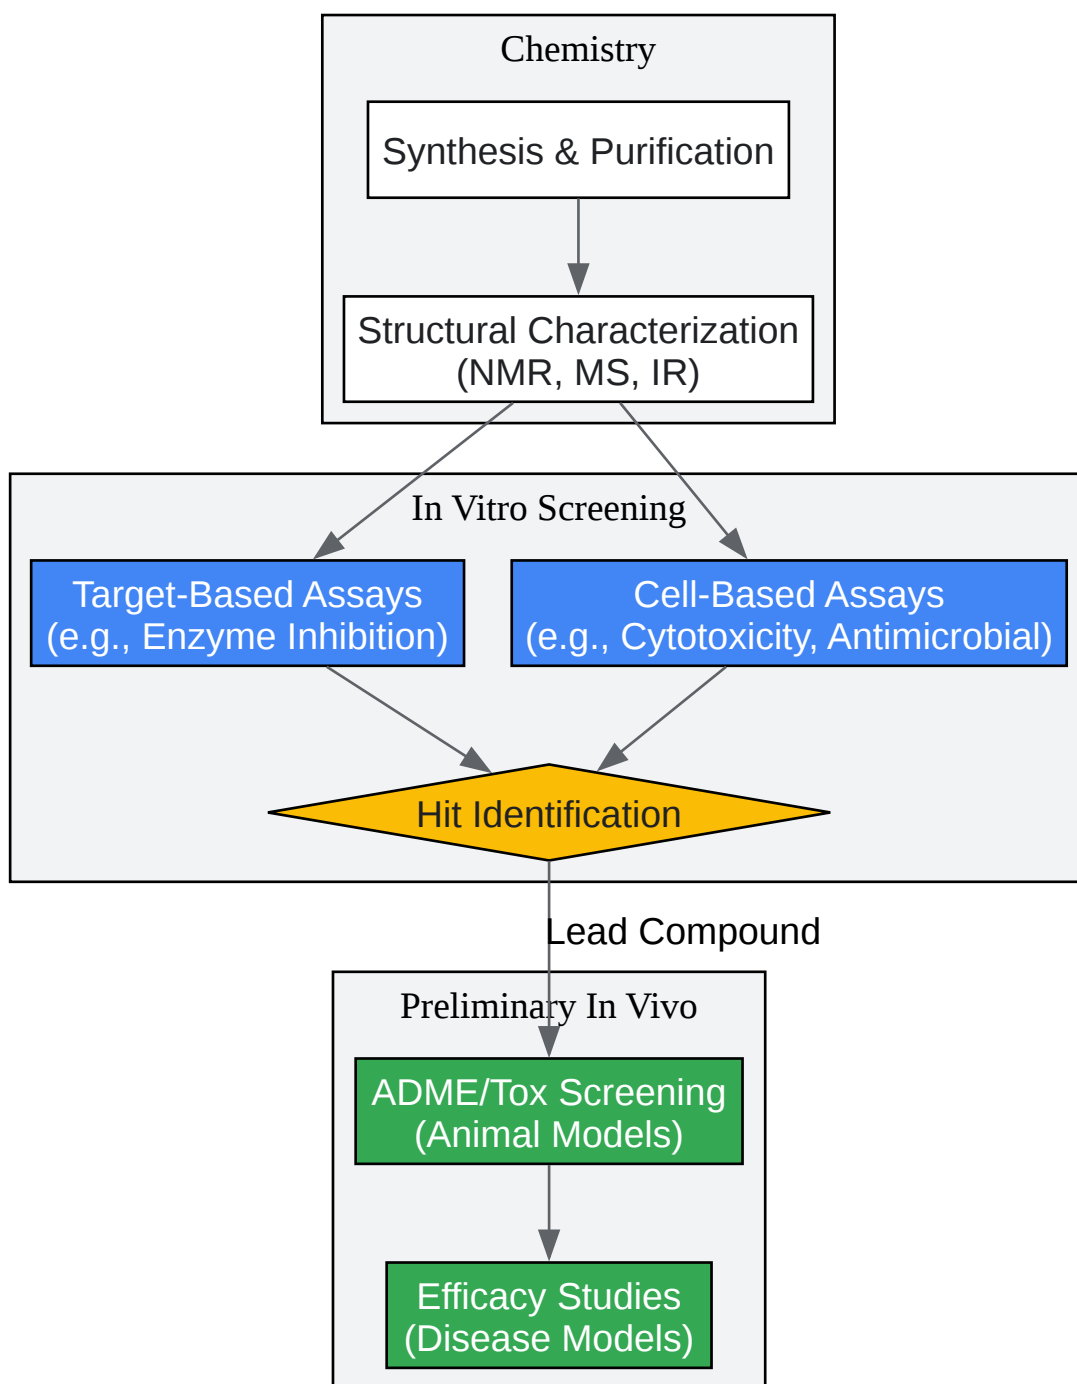 Chemistry
Synthesis & Purification
Structural Characterization
(NMR, MS, IR)
In Vitro Screening
Target-Based Assays
(e.g., Enzyme Inhibition)
Cell-Based Assays
(e.g., Cytotoxicity, Antimicrobial)
Hit Identification
Lead Compound
Preliminary In Vivo
ADME/Tox Screening
(Animal Models)
Efficacy Studies
(Disease Models)